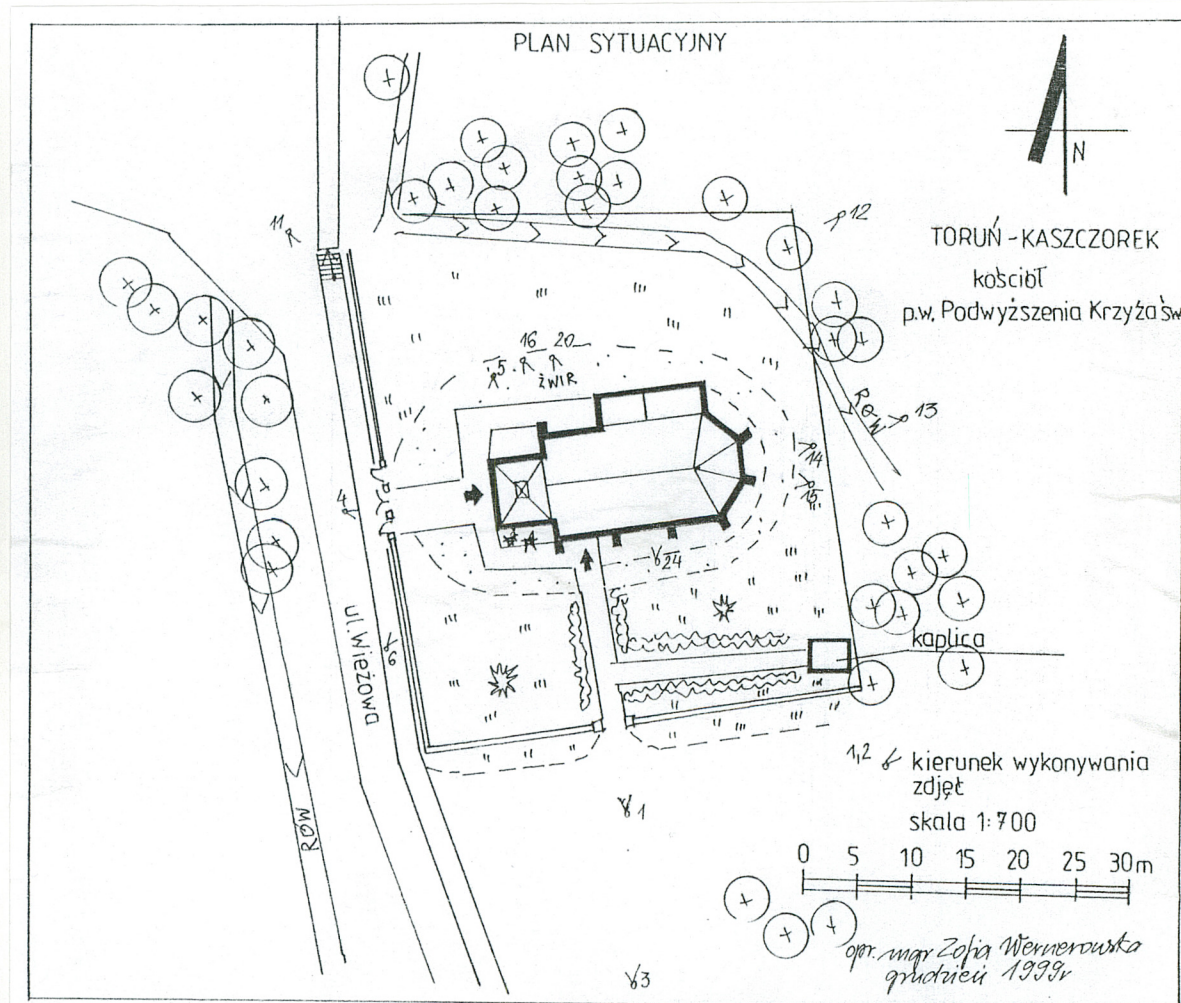 PLAN SYTUACYJNY
N
TORUŃ-KASZCZOREK
kościół
p.w. Podwyższenia Krzyża Św
11
12
16 20
5
ŻWIR
RÓW
13
14
15
4
24
6
ul. Wieżowa
kaplica
RÓW
1
3
1,2 kierunek wykonywania
zdjęć
skala 1:700
0 5 10 15 20 25 30m
opr. mgr Zofia Wernerowska
grudzień 1999r